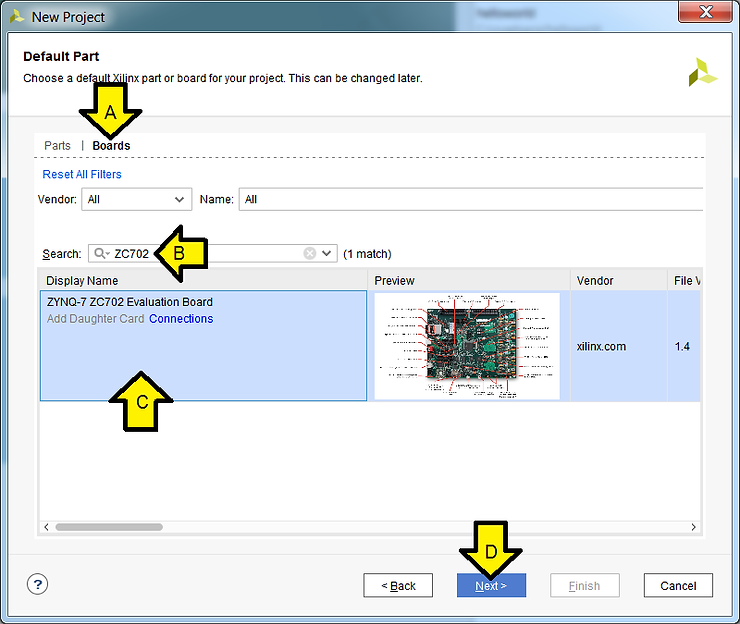 New Project
Default Part
Choose a default Xilinx part or board for your project. This can be changed later.
A
Parts | Boards
Reset All Filters
Vendor: All Name: All
Search: ZC702 B (1 match)
Display Name Preview Vendor File V
ZYNQ-7 ZC702 Evaluation Board
Add Daughter Card Connections
xilinx.com 1.4
C
D
? < Back Next > Finish Cancel